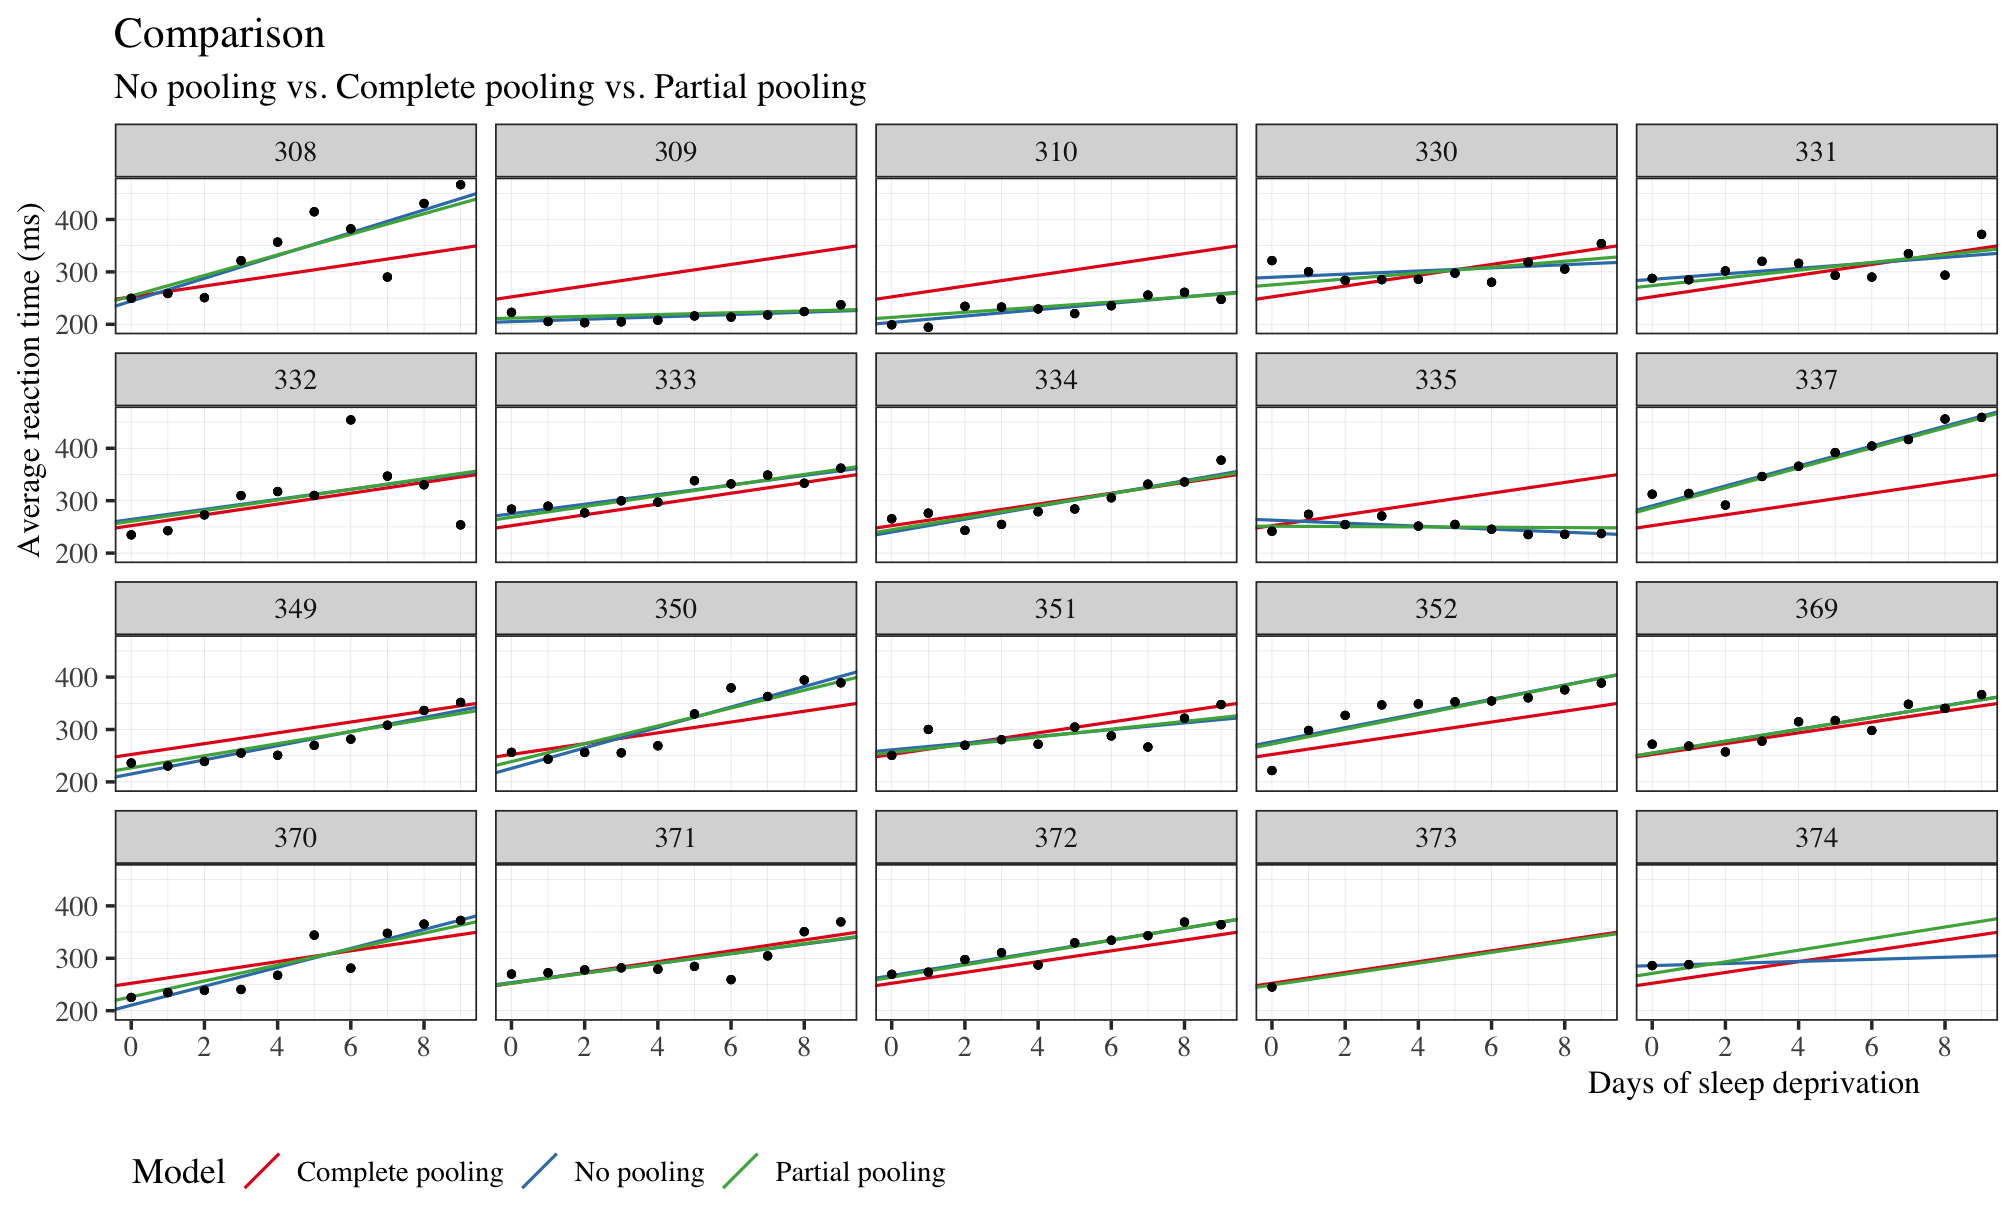 Comparison
No pooling vs. Complete pooling vs. Partial pooling
Average reaction time (ms)
308 309 310 330 331
400
300
200
332 333 334 335 337
400
300
200
349 350 351 352 369
400
300
200
370 371 372 373 374
400
300
200
0 2 4 6 8 0 2 4 6 8 0 2 4 6 8 0 2 4 6 8 0 2 4 6 8
Days of sleep deprivation
Model Complete pooling No pooling Partial pooling